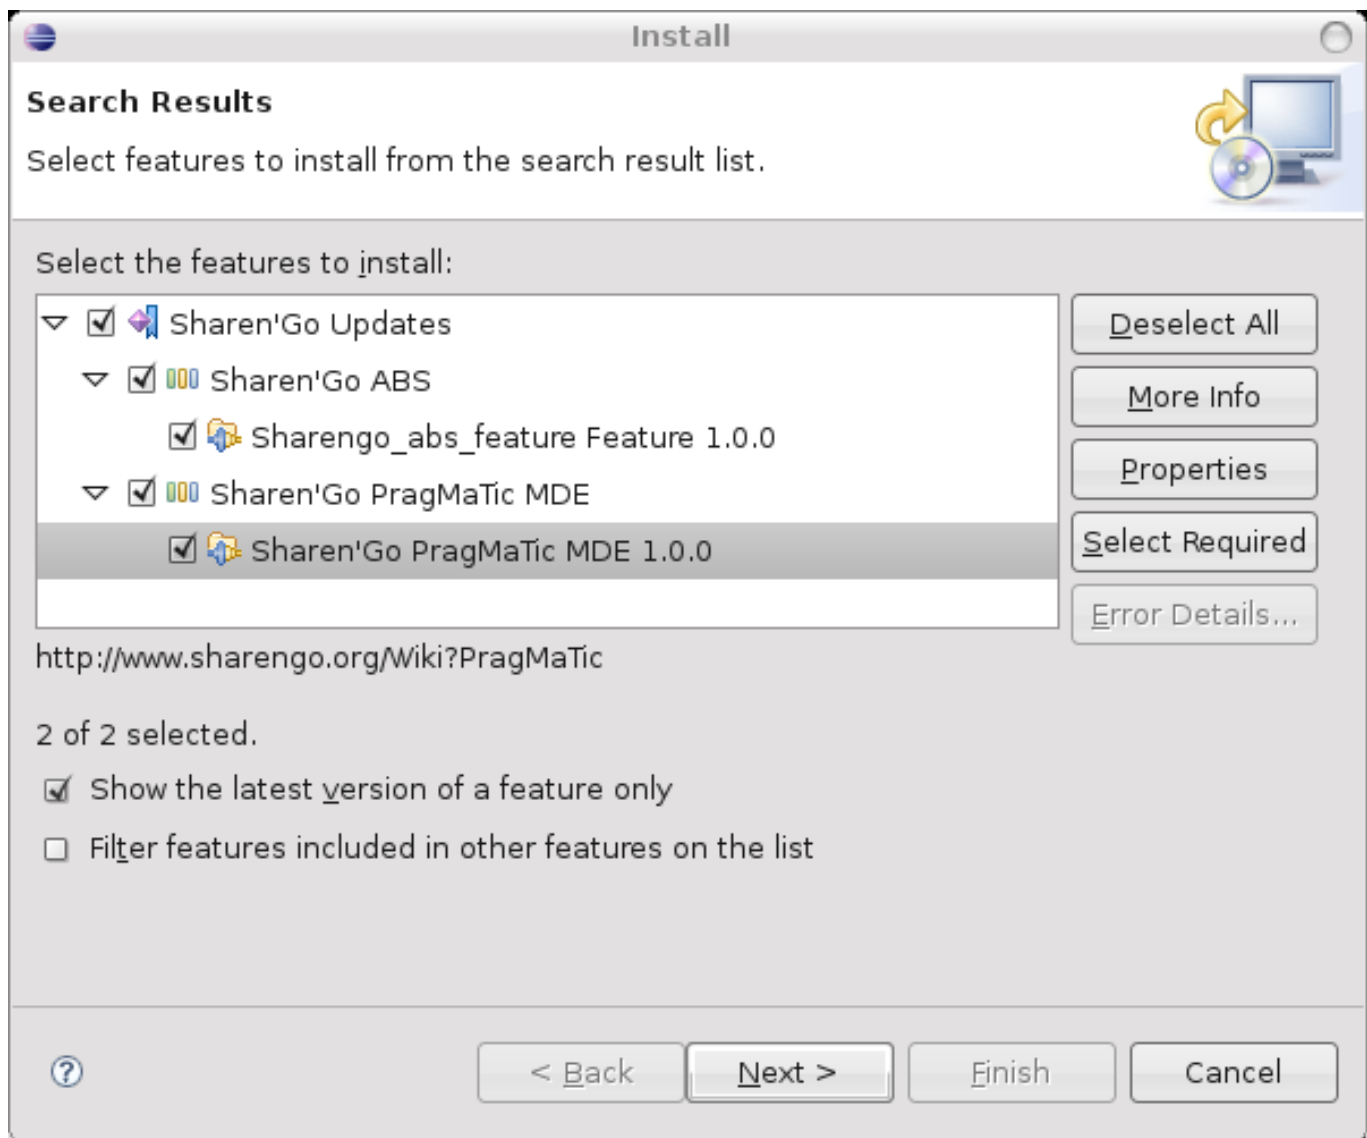 Install
Search Results
Select features to install from the search result list.
Select the features to install:
Sharen'Go Updates
Sharen'Go ABS
Sharengo_abs_feature Feature 1.0.0
Sharen'Go PragMaTic MDE
Sharen'Go PragMaTic MDE 1.0.0
Deselect All
More Info
Properties
Select Required
Error Details...
http://www.sharengo.org/Wiki?PragMaTic
2 of 2 selected.
Show the latest version of a feature only
Filter features included in other features on the list
? < Back Next > Finish Cancel